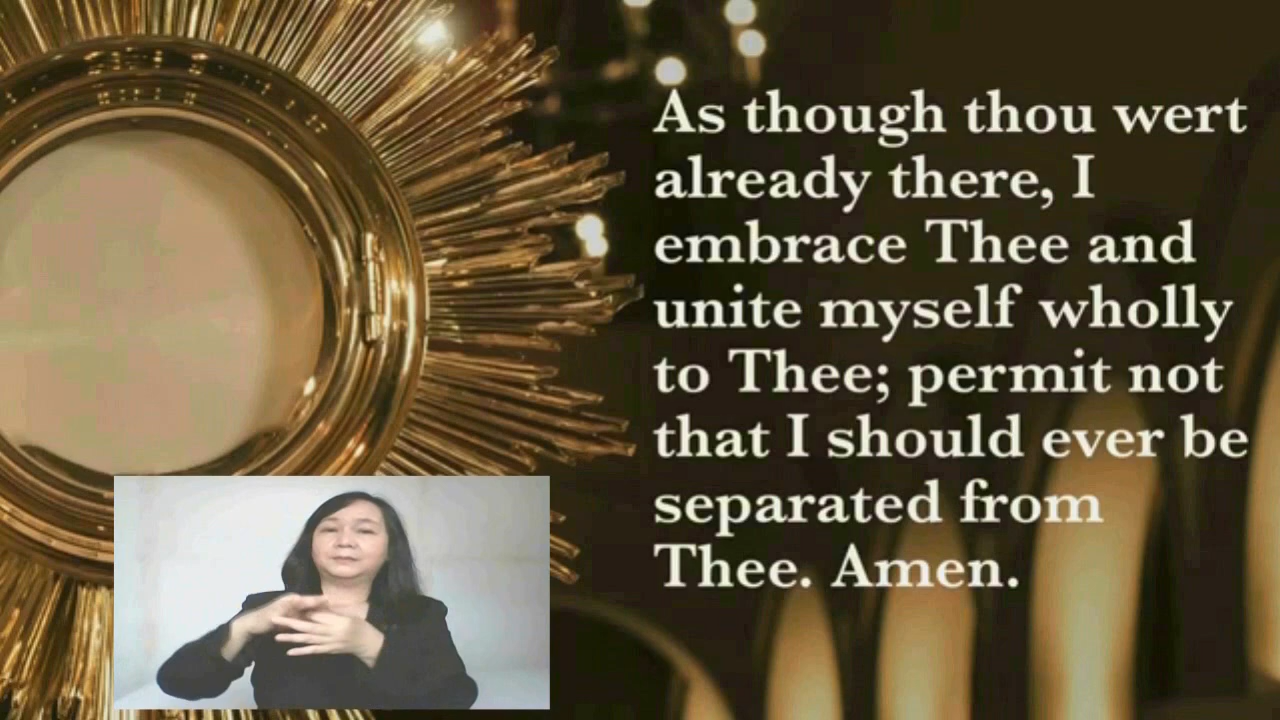 As though thou wert
already there, I
embrace Thee and
unite myself wholly
to Thee; permit not
that I should ever be
separated from
Thee. Amen.